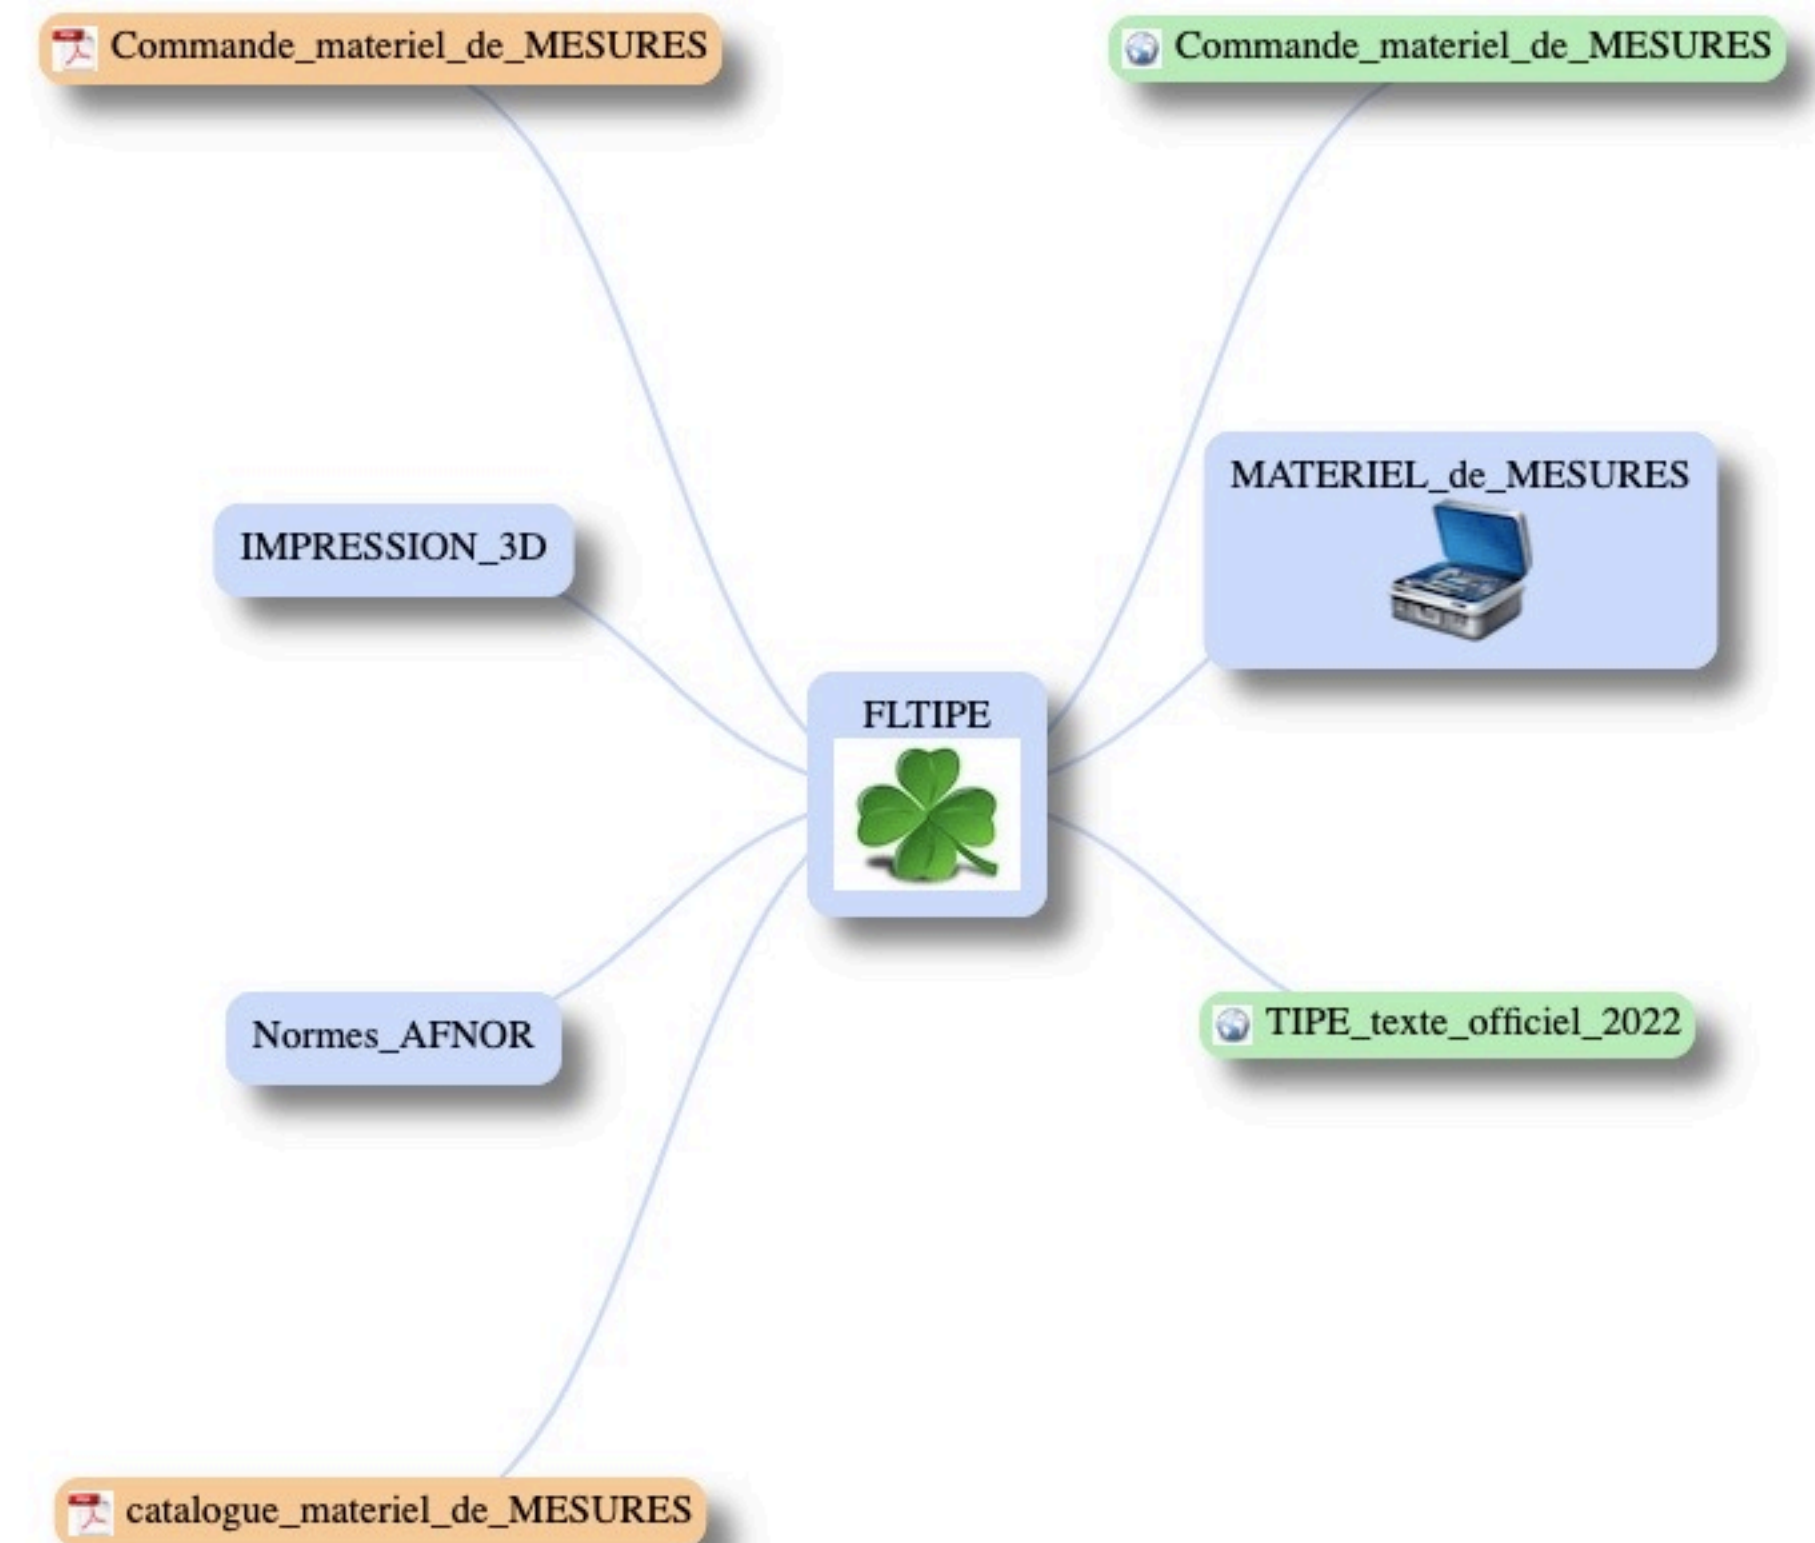 Commande_materiel_de_MESURES
Commande_materiel_de_MESURES
MATERIEL_de_MESURES
IMPRESSION_3D
FLTIPE
Normes_AFNOR
TIPE_texte_officiel_2022
catalogue_materiel_de_MESURES